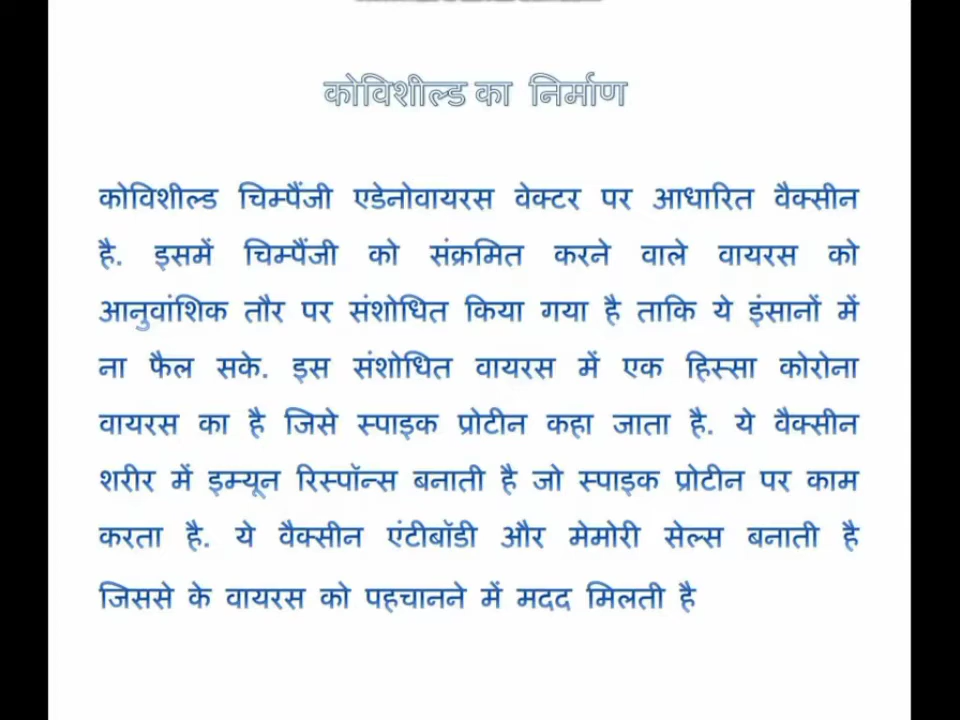 कोविशील्ड का निर्माण
कोविशील्ड चिम्पैंजी एडेनोवायरस वेक्टर पर आधारित वैक्सीन
है. इसमें चिम्पैंजी को संक्रमित करने वाले वायरस को
आनुवांशिक तौर पर संशोधित किया गया है ताकि ये इंसानों में
ना फैल सके. इस संशोधित वायरस में एक हिस्सा कोरोना
वायरस का है जिसे स्पाइक प्रोटीन कहा जाता है. ये वैक्सीन
शरीर में इम्यून रिस्पॉन्स बनाती है जो स्पाइक प्रोटीन पर काम
करता है. ये वैक्सीन एंटीबॉडी और मेमोरी सेल्स बनाती है
जिससे के वायरस को पहचानने में मदद मिलती है